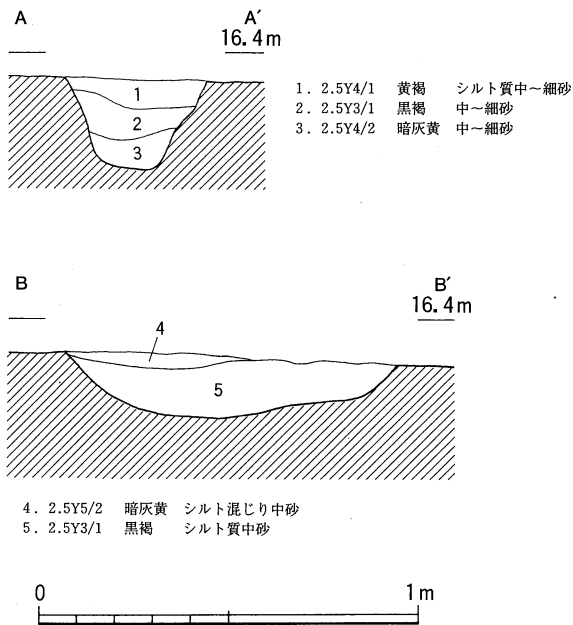 A A′
16.4m
1
2
3
1. 2.5Y4/1 黄褐 シルト質中〜細砂
2. 2.5Y3/1 黒褐 中〜細砂
3. 2.5Y4/2 暗灰黄 中〜細砂
B B′
16.4m
4
5
4. 2.5Y5/2 暗灰黄 シルト混じり中砂
5. 2.5Y3/1 黒褐 シルト質中砂
0 1m